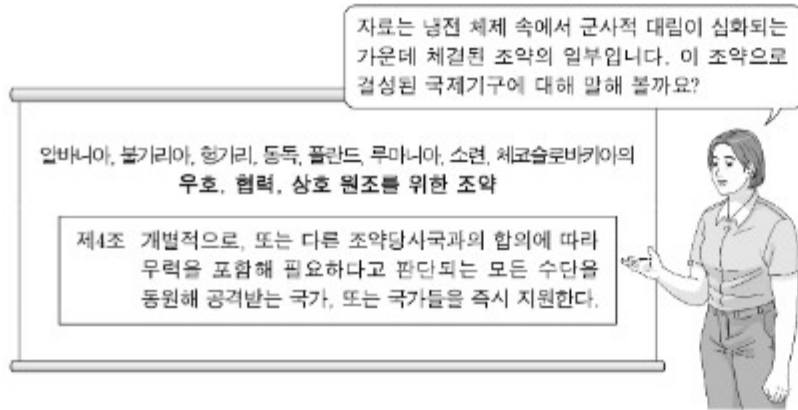 자료는 냉전 체제 속에서 군사적 대립이 심화되는
가운데 체결된 조약의 일부입니다. 이 조약으로
결성된 국제기구에 대해 말해 볼까요?
알바니아, 불가리아, 헝가리, 동독, 폴란드, 루마니아, 소련, 체코슬로바키아의
우호, 협력, 상호 원조를 위한 조약
제4조 개별적으로, 또는 다른 조약당사국과의 합의에 따라
무력을 포함해 필요하다고 판단되는 모든 수단을
동원해 공격받는 국가, 또는 국가들을 즉시 지원한다.